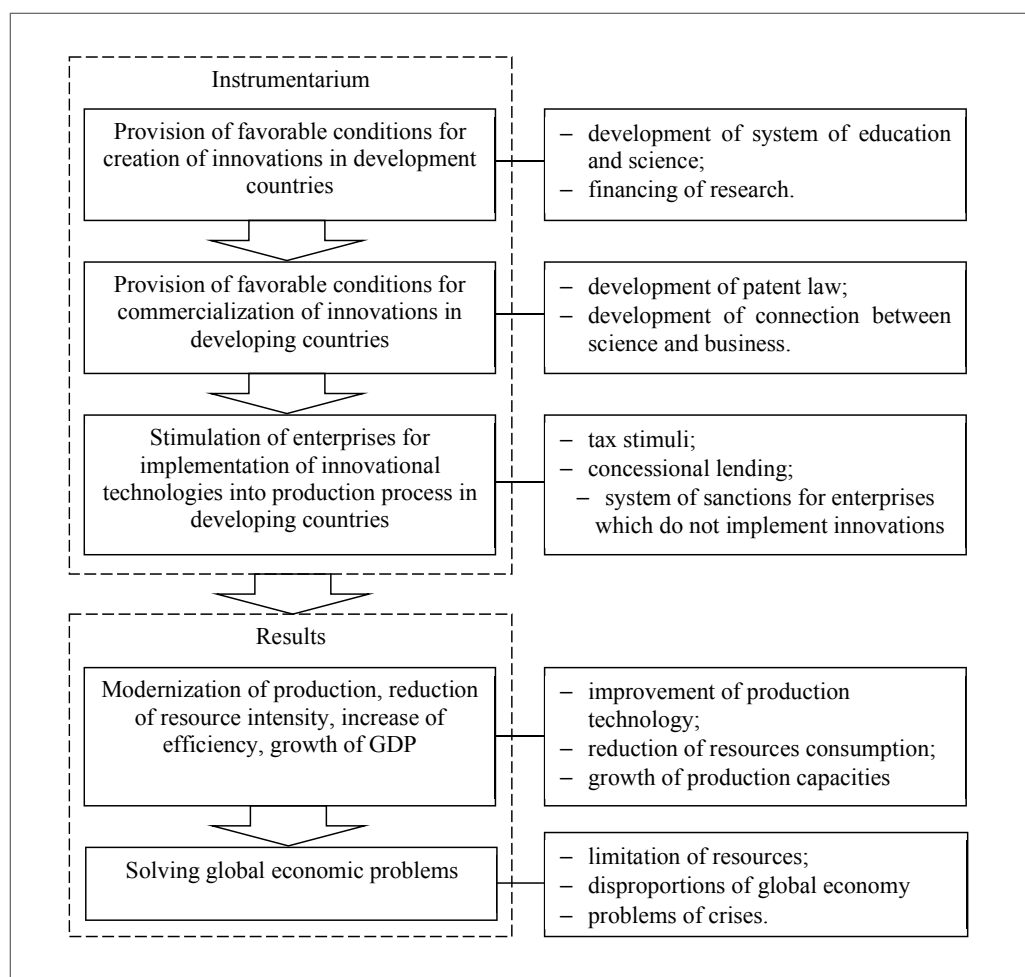 Instrumentarium
Provision of favorable conditions for
creation of innovations in development
countries
– development of system of education
and science;
– financing of research.
Provision of favorable conditions for
commercialization of innovations in
developing countries
– development of patent law;
– development of connection between
science and business.
Stimulation of enterprises for
implementation of innovational
technologies into production process in
developing countries
– tax stimuli;
– concessional lending;
– system of sanctions for enterprises
which do not implement innovations
Results
Modernization of production, reduction
of resource intensity, increase of
efficiency, growth of GDP
– improvement of production
technology;
– reduction of resources consumption;
– growth of production capacities
Solving global economic problems
– limitation of resources;
– disproportions of global economy
– problems of crises.